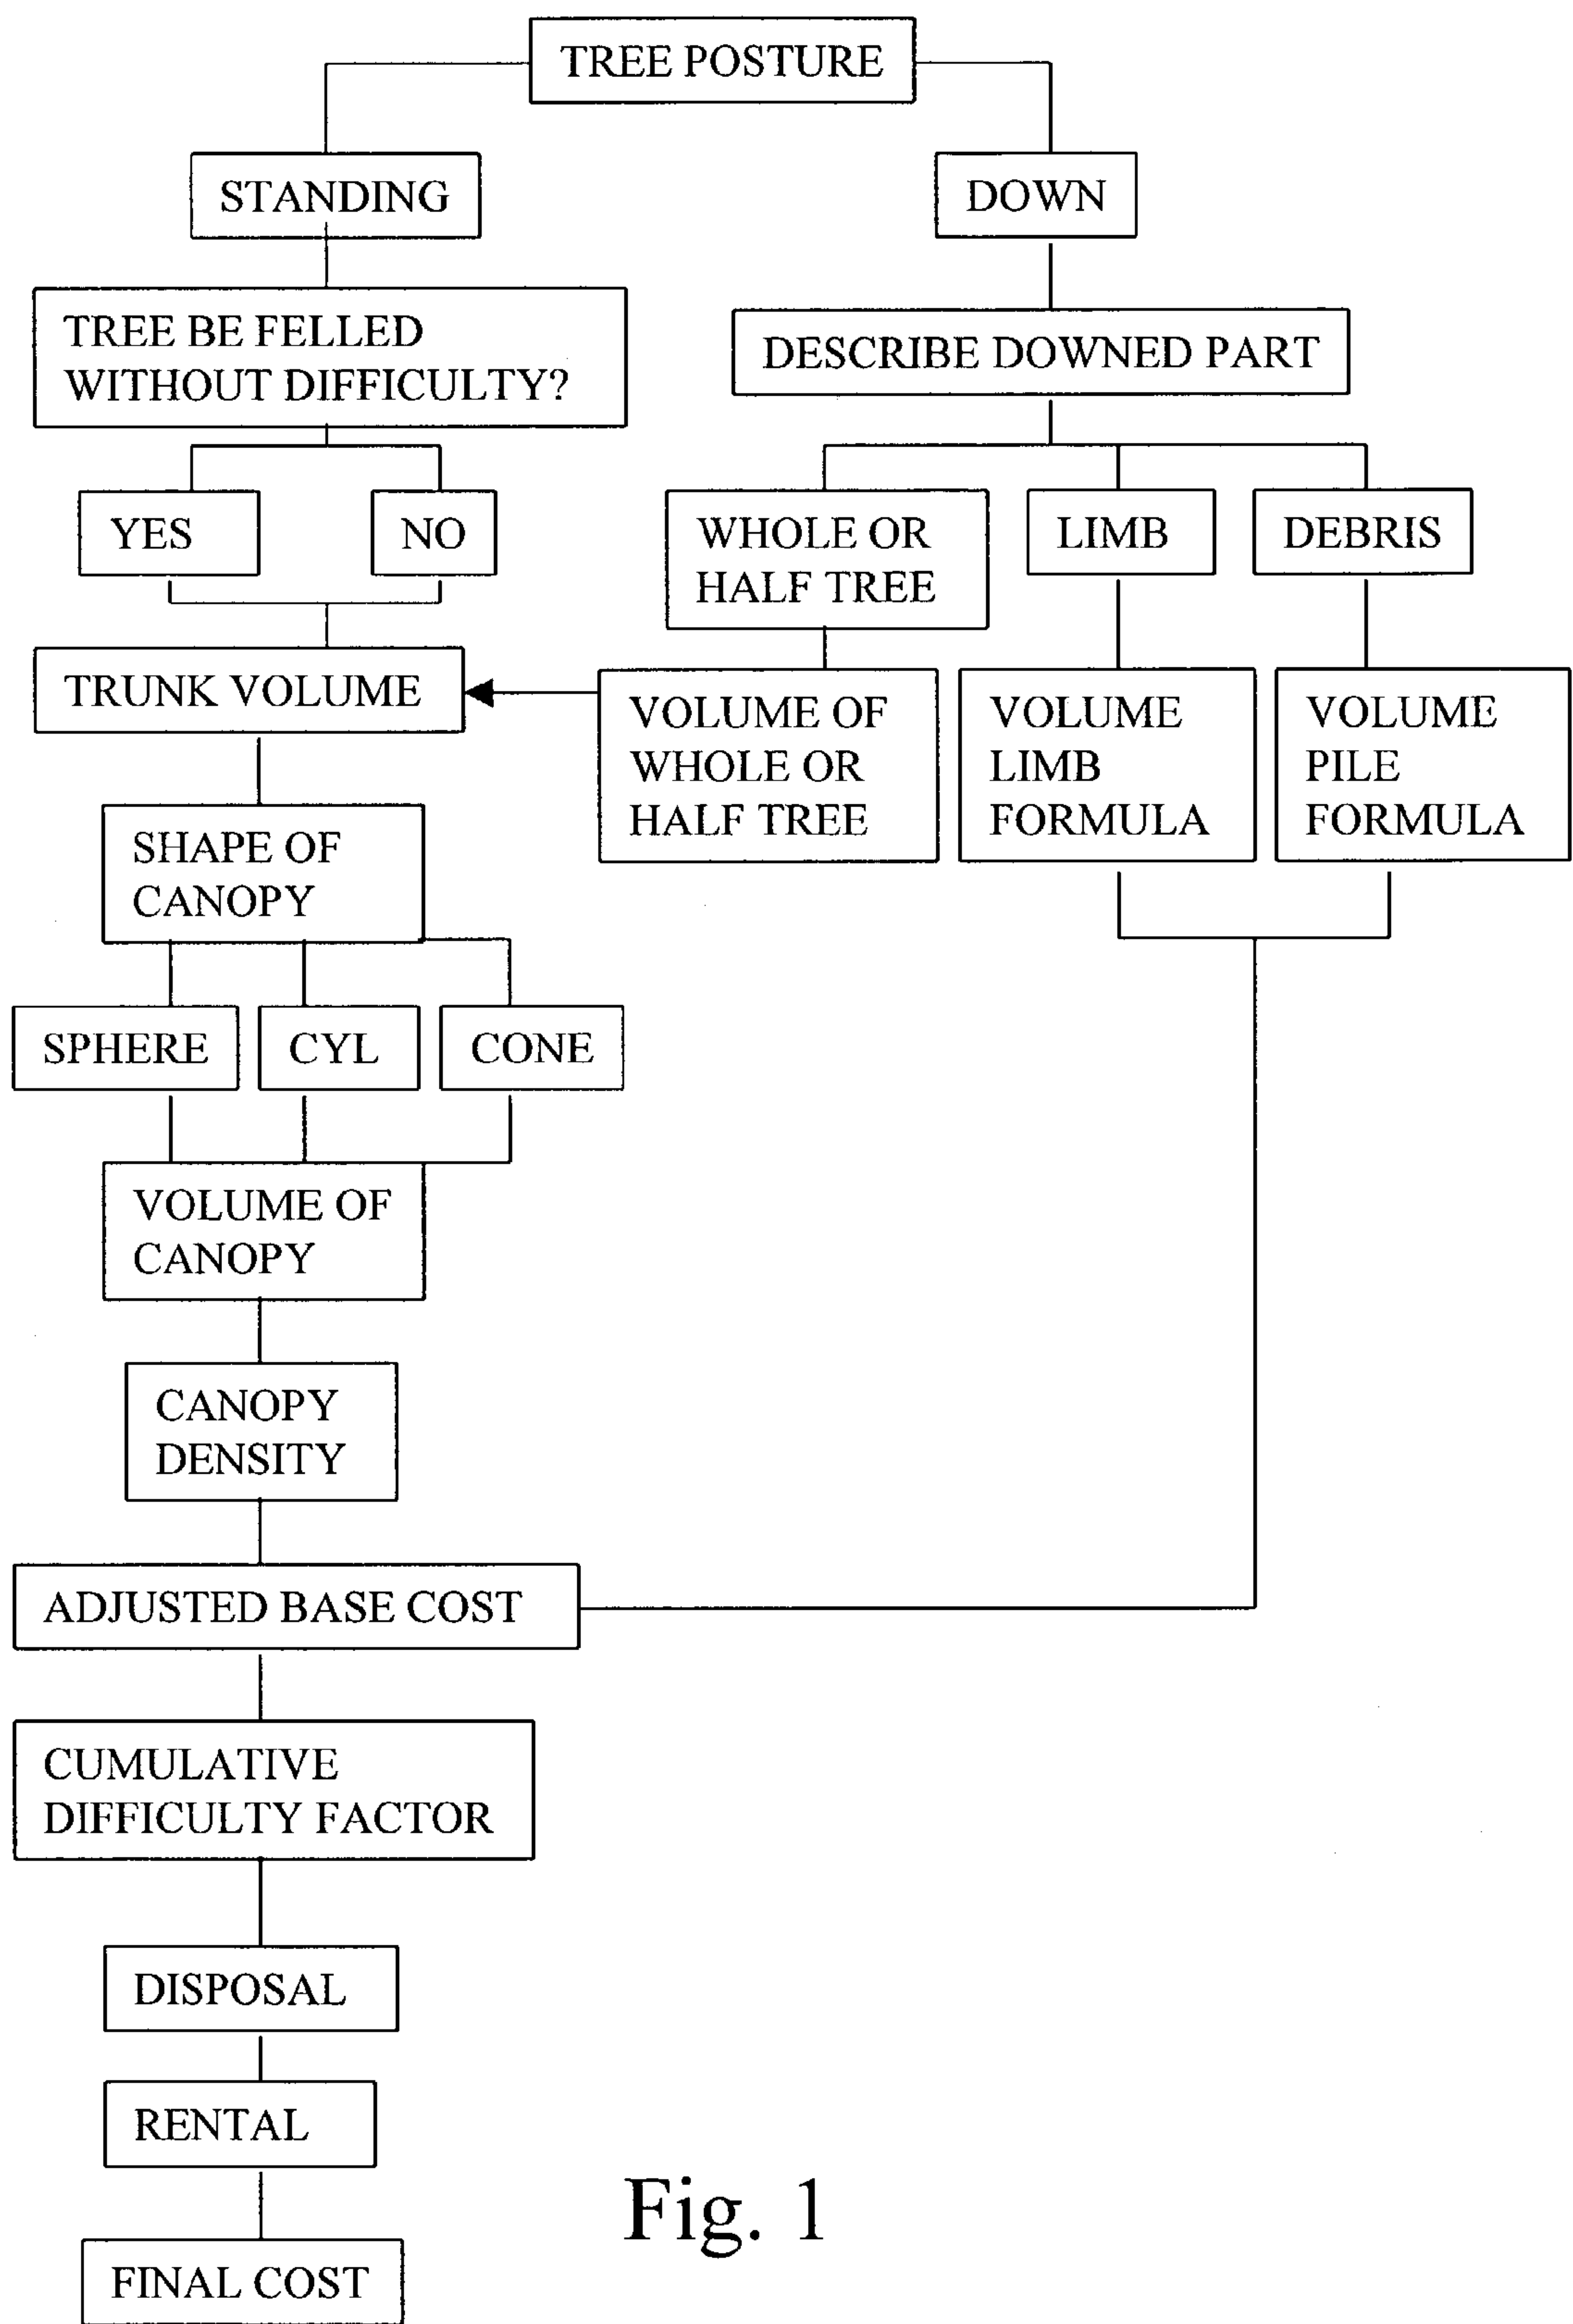 TREE POSTURE
STANDING
DOWN
TREE BE FELLED
WITHOUT DIFFICULTY?
DESCRIBE DOWNED PART
YES
NO
WHOLE OR
HALF TREE
LIMB
DEBRIS
TRUNK VOLUME
VOLUME OF
WHOLE OR
HALF TREE
VOLUME
LIMB
FORMULA
VOLUME
PILE
FORMULA
SHAPE OF
CANOPY
SPHERE
CYL
CONE
VOLUME OF
CANOPY
CANOPY
DENSITY
ADJUSTED BASE COST
CUMULATIVE
DIFFICULTY FACTOR
DISPOSAL
RENTAL
FINAL COST
Fig. 1